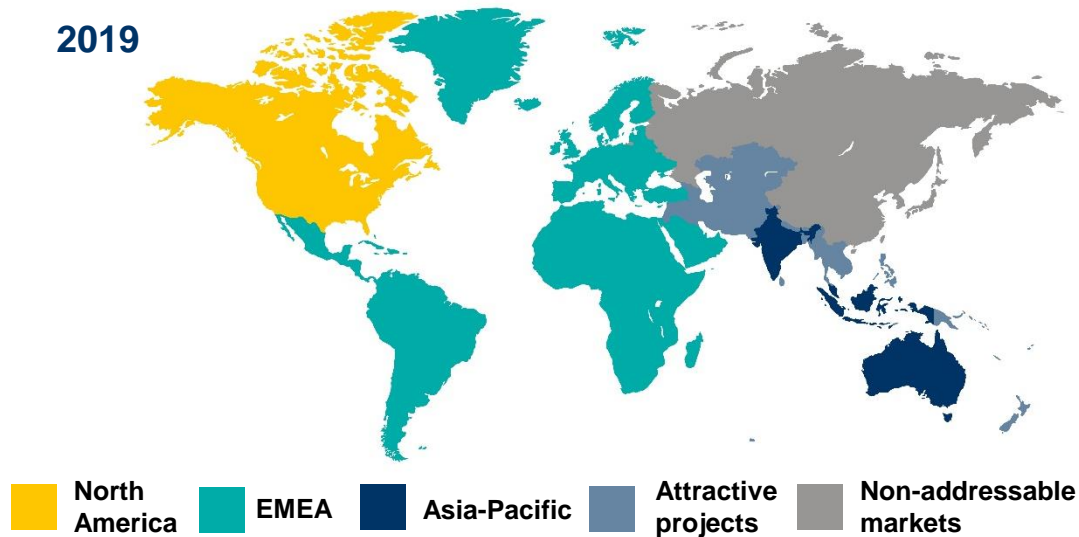 2019
North
America
EMEA
Asia-Pacific
Attractive
projects
Non-addressable
markets